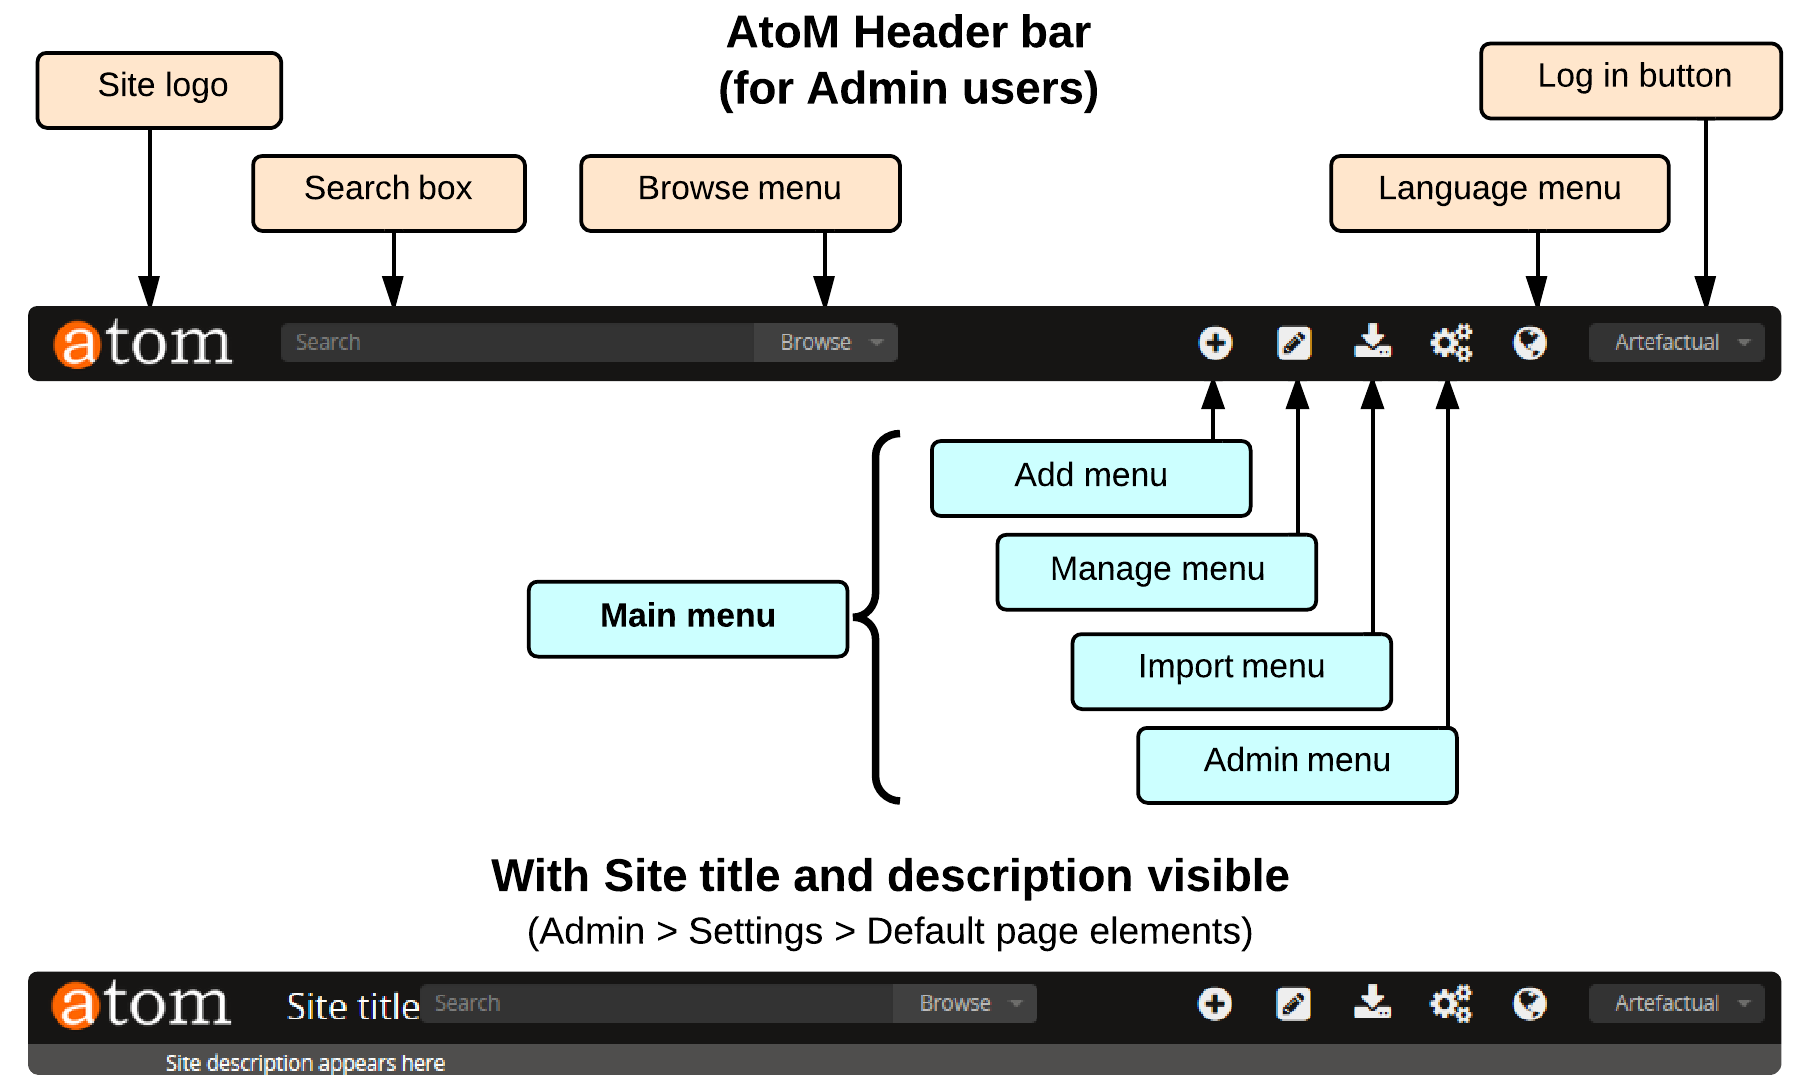 AtoM Header bar
(for Admin users)
Site logo
Log in button
Search box
Browse menu
Language menu
atom
Search
Browse
Artefactual
Add menu
Manage menu
Main menu
Import menu
Admin menu
With Site title and description visible
(Admin > Settings > Default page elements)
atom
Site title
Search
Browse
Artefactual
Site description appears here